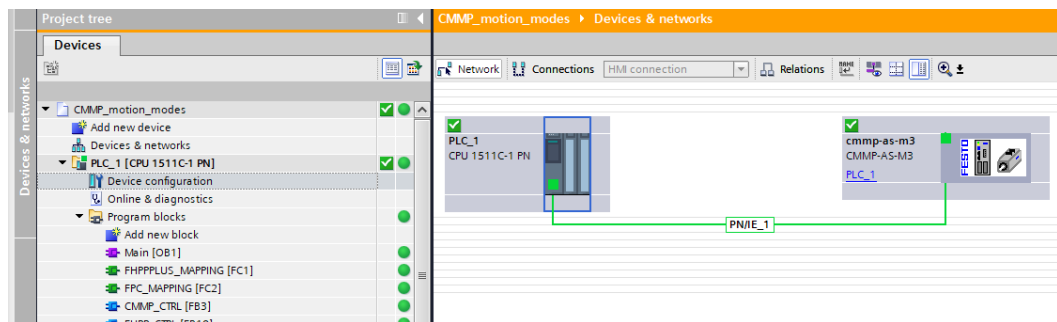 Project tree
CMMP_motion_modes ▸ Devices & networks
Devices
Devices & networks
Network
Connections
HMI connection
Relations
CMMP_motion_modes
Add new device
Devices & networks
PLC_1 [CPU 1511C-1 PN]
Device configuration
Online & diagnostics
Program blocks
Add new block
Main [OB1]
FHPPPLUS_MAPPING [FC1]
FPC_MAPPING [FC2]
CMMP_CTRL [FB3]
PLC_1
CPU 1511C-1 PN
cmmp-as-m3
CMMP-AS-M3
PLC_1
FESTO
PN/IE_1